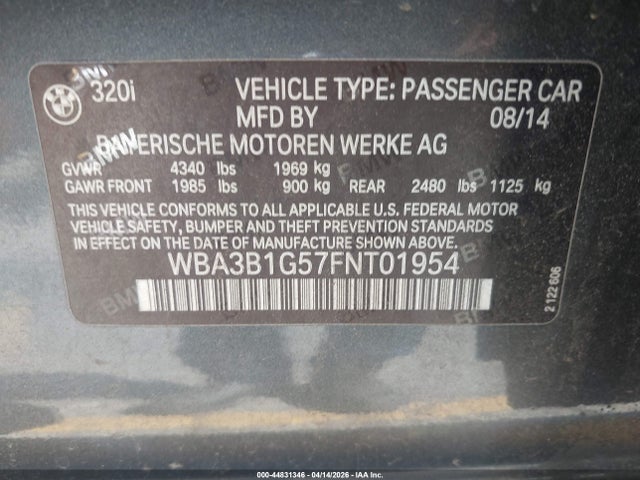 320i VEHICLE TYPE: PASSENGER CAR
MFD BY 08/14
BAYERISCHE MOTOREN WERKE AG
GVWR 4340 lbs 1969 kg
GAWR FRONT 1985 lbs 900 kg REAR 2480 lbs 1125 kg
THIS VEHICLE CONFORMS TO ALL APPLICABLE U.S. FEDERAL MOTOR
VEHICLE SAFETY, BUMPER AND THEFT PREVENTION STANDARDS
IN EFFECT ON THE DATE OF MANUFACTURE SHOWN ABOVE.
WBA3B1G57FNT01954
2 122 606
000-44831346 - 04/14/2026 - IAA Inc.